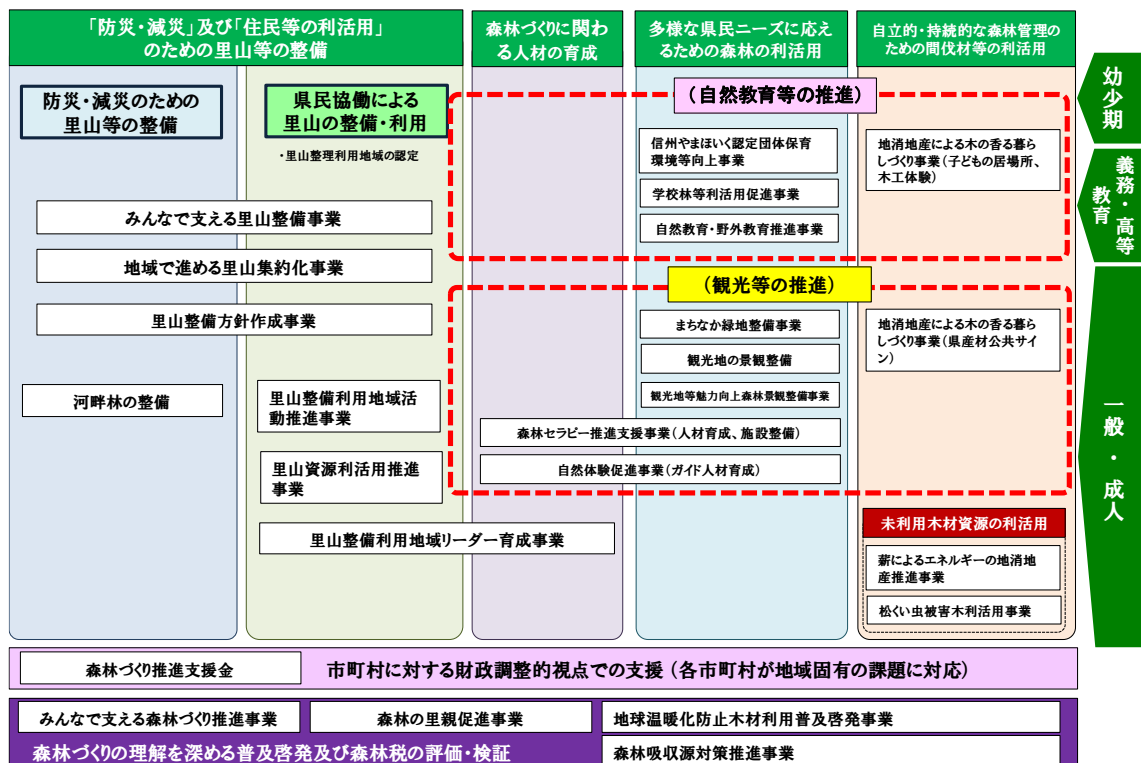 「防災・減災」及び「住民等の利活用」
のための里山等の整備
森林づくりに関わ
る人材の育成
多様な県民ニーズに応え
るための森林の利活用
自立的・持続的な森林管理の
ための間伐材等の利活用
幼少期
義務・高等
教育
一般・成人
防災・減災のための
里山等の整備
県民協働による
里山の整備・利用
・里山整理利用地域の認定
みんなで支える里山整備事業
地域で進める里山集約化事業
里山整備方針作成事業
河畔林の整備
里山整備利用地域活
動推進事業
里山資源利活用推進
事業
里山整備利用地域リーダー育成事業
（自然教育等の推進）
信州やまほいく認定団体保育
環境等向上事業
学校林等利活用促進事業
自然教育・野外教育推進事業
地消地産による木の香る暮ら
しづくり事業（子どもの居場所、
木工体験）
（観光等の推進）
まちなか緑地整備事業
観光地の景観整備
観光地等魅力向上森林景観整備事業
森林セラピー推進支援事業（人材育成、施設整備）
自然体験促進事業（ガイド人材育成）
地消地産による木の香る暮ら
しづくり事業（県産材公共サイ
ン）
未利用木材資源の利活用
薪によるエネルギーの地消地
産推進事業
松くい虫被害木利活用事業
森林づくり推進支援金
市町村に対する財政調整的視点での支援（各市町村が地域固有の課題に対応）
みんなで支える森林づくり推進事業
森林の里親促進事業
地球温暖化防止木材利用普及啓発事業
森林づくりの理解を深める普及啓発及び森林税の評価・検証
森林吸収源対策推進事業